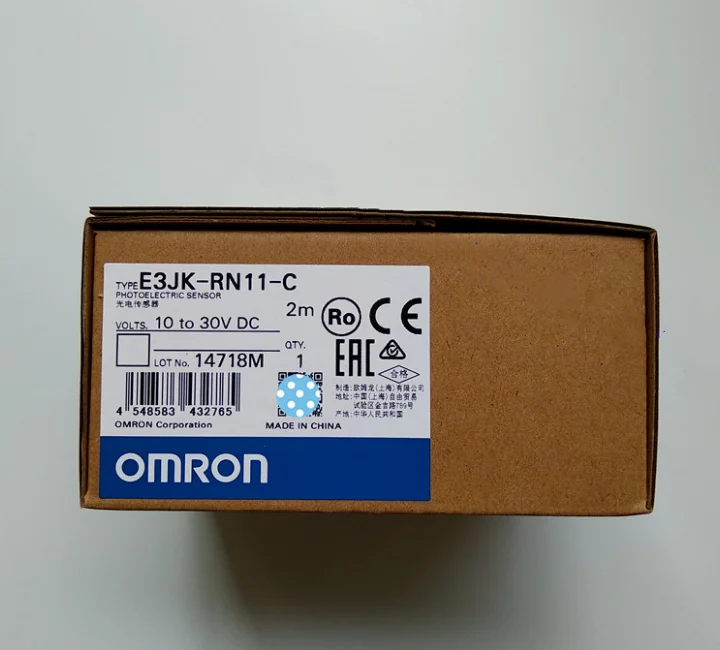 TYPE E3JK-RN11-C
PHOTOELECTRIC SENSOR
光电传感器
2m
Ro CE
VOLTS. 10 to 30V DC
EAC
QTY.
LOT No. 14718M 1
合格
制造: 欧姆龙(上海)有限公司
地址: 中国(上海)自由贸易
试验区金吉路789号
产地: 中华人民共和国
4 548583 432765
OMRON Corporation MADE IN CHINA
OMRON